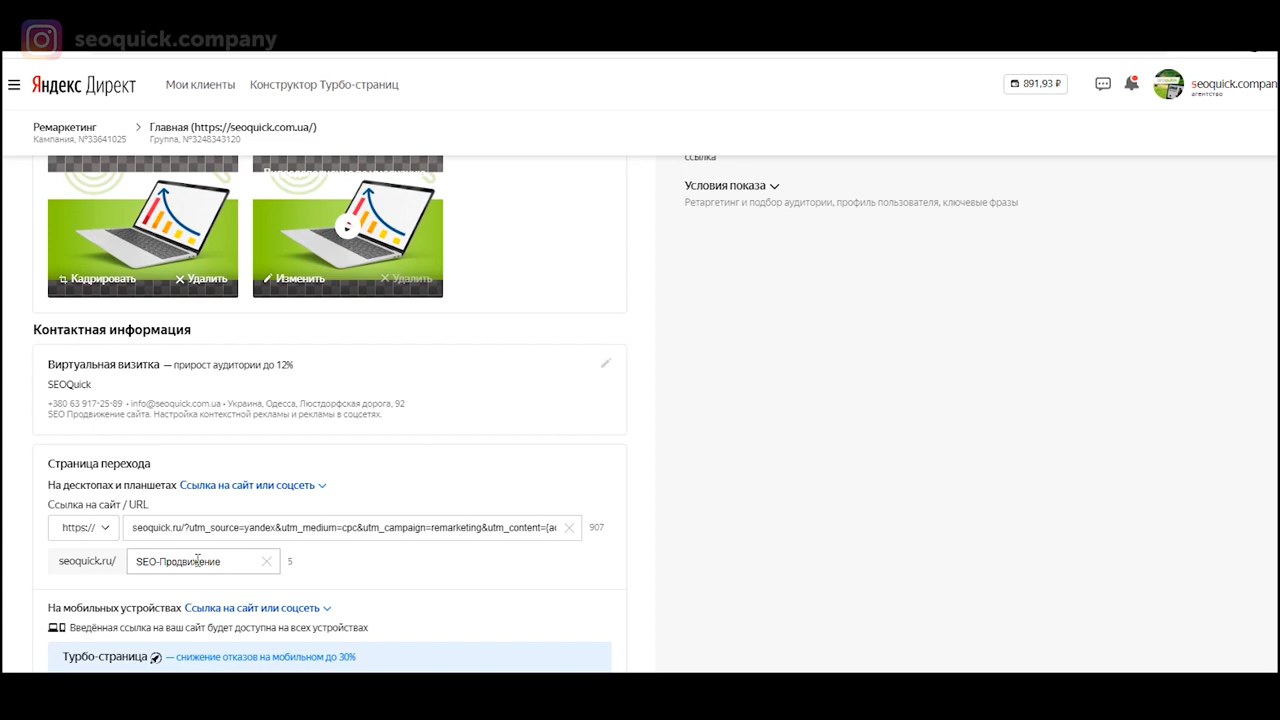 seoquick.company
Яндекс Директ
Мои клиенты
Конструктор Турбо-страниц
891,93 ₽
seoquick.compan
агентство
Ремаркетинг
Главная (https://seoquick.com.ua/)
Кампания, №33641025
Группа, №3248343120
ссылка
Условия показа
Ретаргетинг и подбор аудитории, профиль пользователя, ключевые фразы
Кадрировать
Удалить
Изменить
Удалить
Контактная информация
Виртуальная визитка — прирост аудитории до 12%
SEOQuick
+380 63 917-25-89 • info@seoquick.com.ua • Украина, Одесса, Люстдорфская дорога, 92
SEO Продвижение сайта. Настройка контекстной рекламы и рекламы в соцсетях.
Страница перехода
На десктопах и планшетах Ссылка на сайт или соцсеть
Ссылка на сайт / URL
https://
seoquick.ru/?utm_source=yandex&utm_medium=cpc&utm_campaign=remarketing&utm_content={ac
907
seoquick.ru/
SEO-Продвижение
5
На мобильных устройствах Ссылка на сайт или соцсеть
Введённая ссылка на ваш сайт будет доступна на всех устройствах
Турбо-страница — снижение отказов на мобильном до 30%